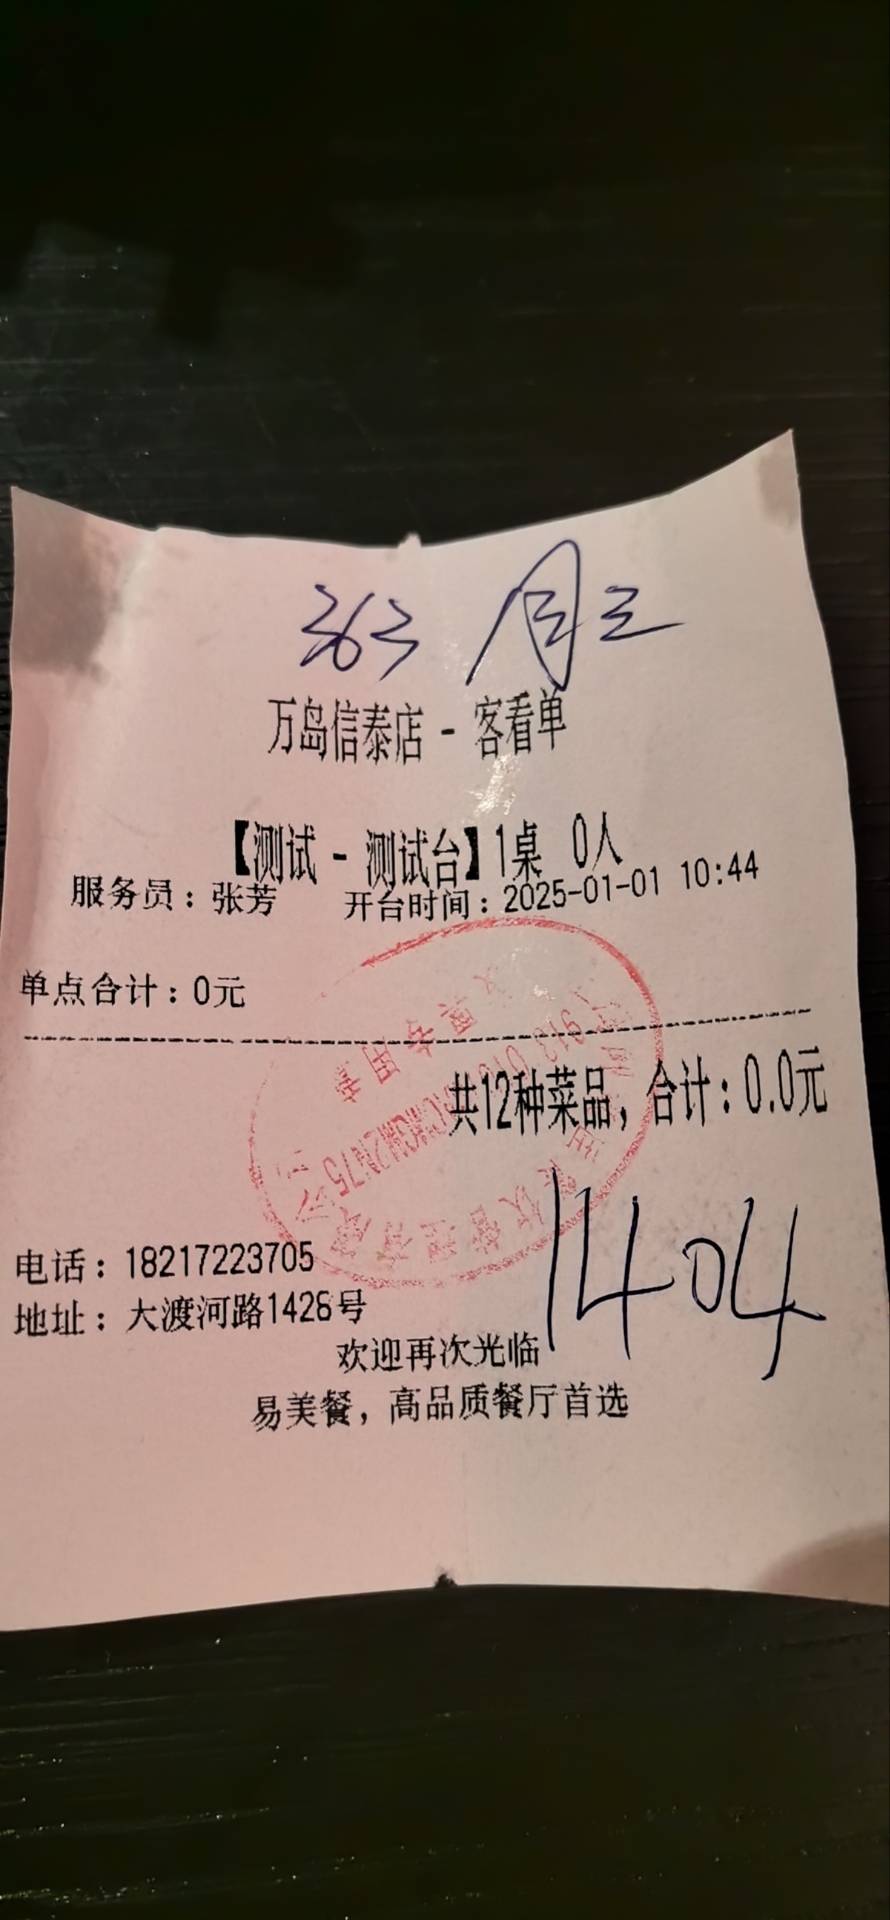 万岛信泰店 - 客看单
【测试 - 测试台】1桌 0人
服务员：张芳 开台时间：2025-01-01 10:44
单点合计：0元
共12种菜品，合计：0.0元
1404
电话：18217223705
地址：大渡河路1428号
欢迎再次光临
易美餐，高品质餐厅首选